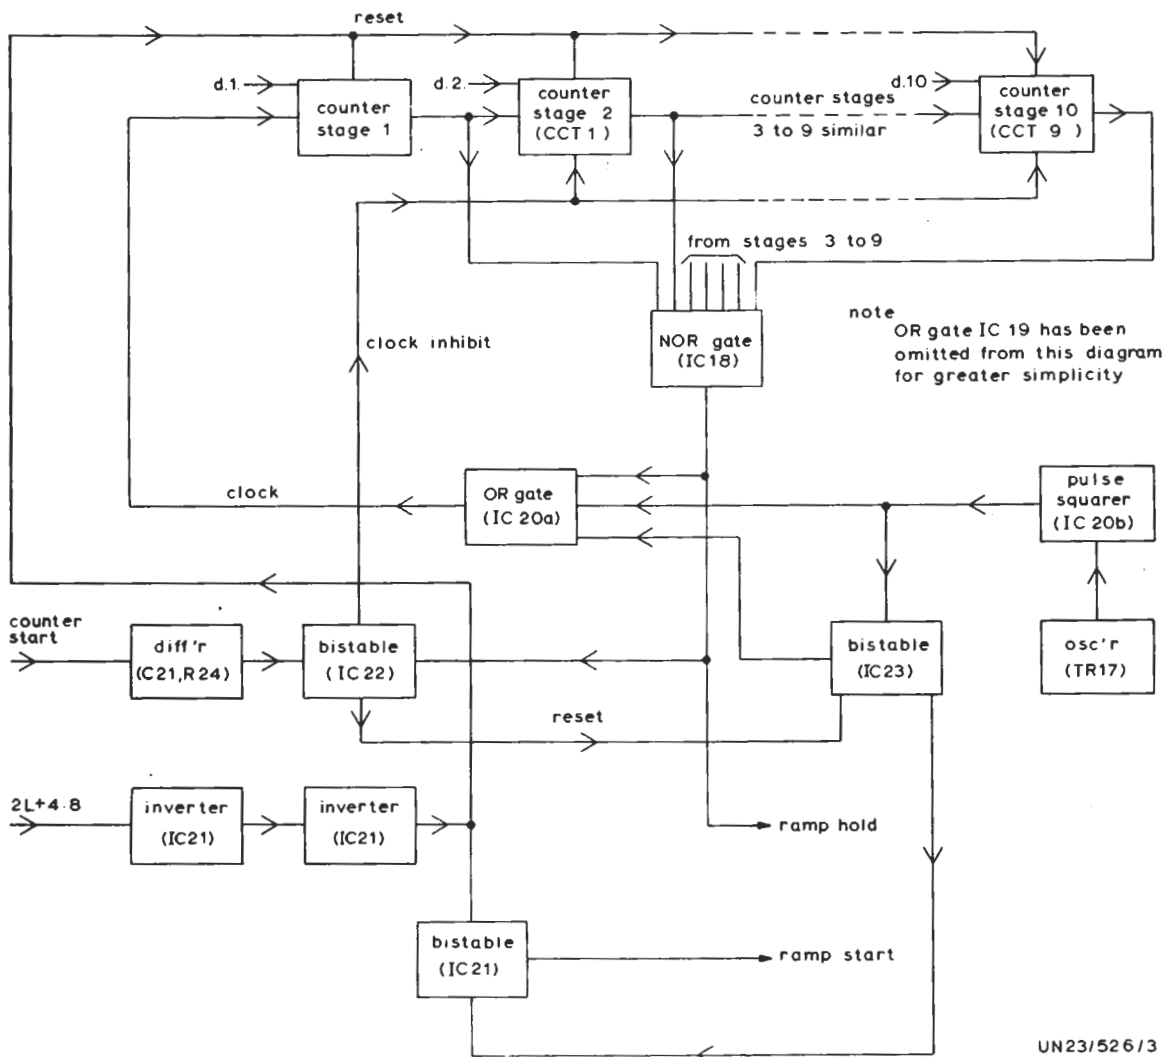 reset
d.1.
counter
stage 1
d.2.
counter
stage 2
(CCT 1)
counter stages
3 to 9 similar
d.10
counter
stage 10
(CCT 9)
from stages 3 to 9
NOR gate
(IC18)
note
OR gate IC 19 has been
omitted from this diagram
for greater simplicity
clock inhibit
clock
OR gate
(IC 20a)
pulse
squarer
(IC 20b)
counter
start
diff'r
(C21,R24)
bistable
(IC22)
bistable
(IC23)
osc'r
(TR17)
reset
2L+4.8
inverter
(IC21)
inverter
(IC21)
ramp hold
bistable
(IC21)
ramp start
UN23/526/3